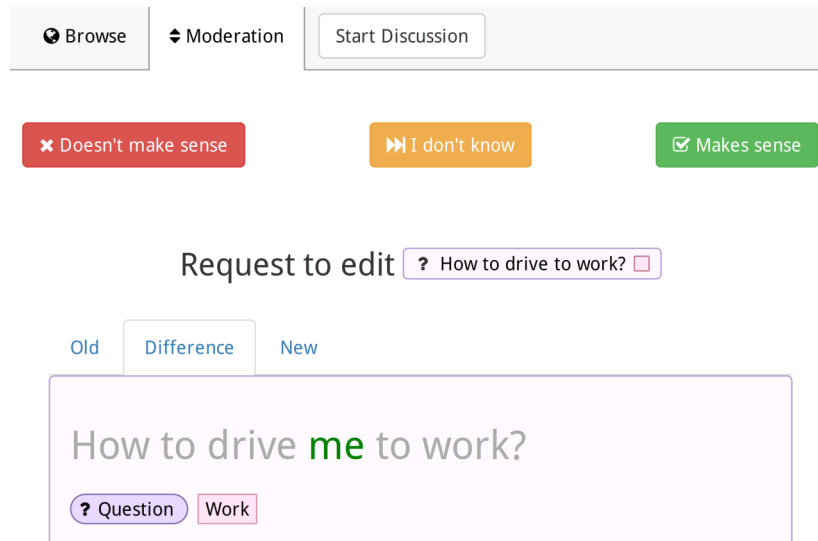 Browse Moderation Start Discussion
Doesn't make sense I don't know Makes sense
Request to edit ? How to drive to work?
Old Difference New
How to drive me to work?
? Question Work